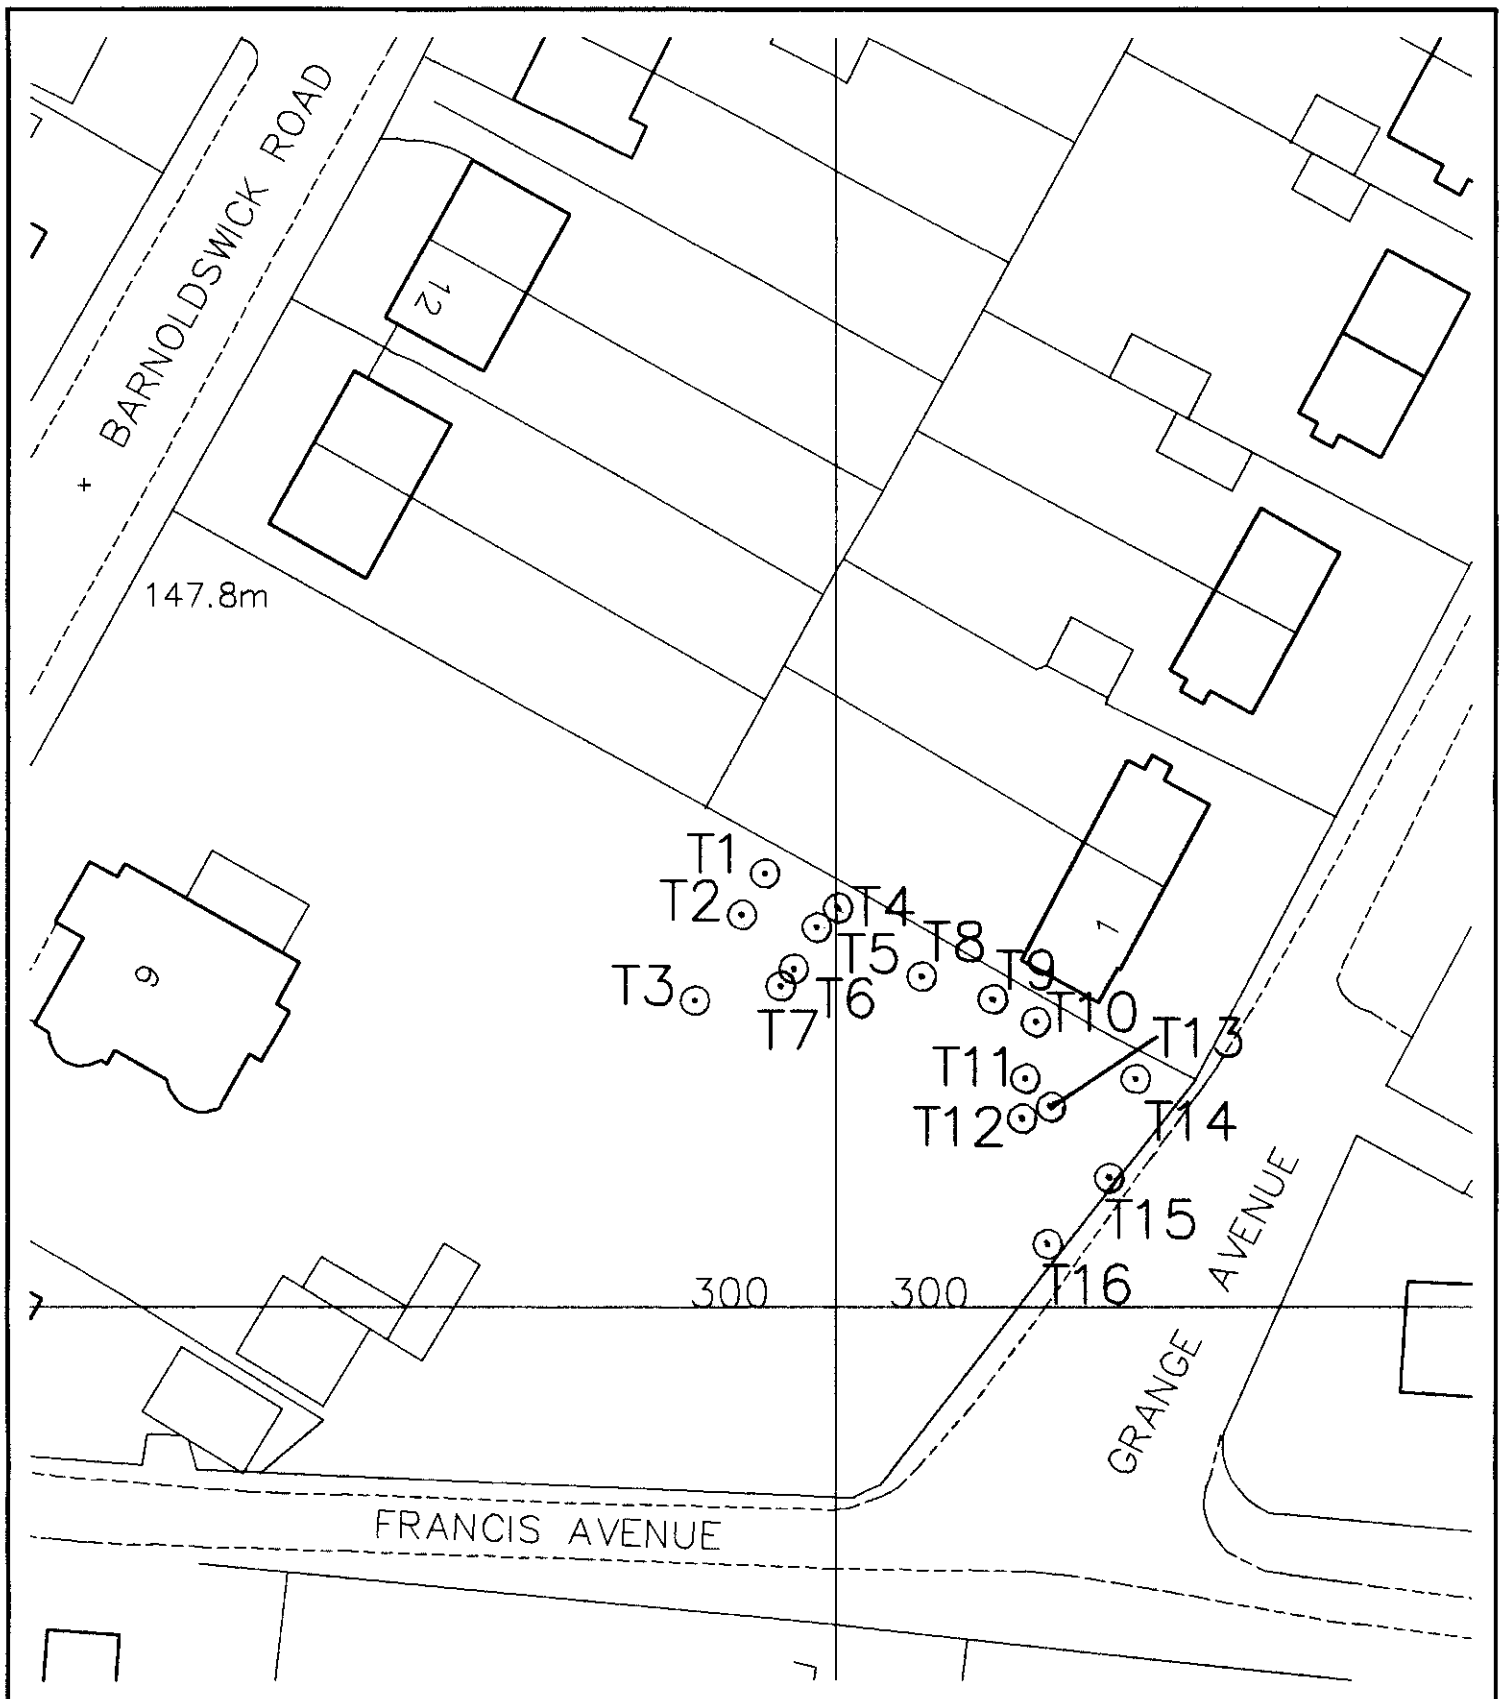 BARNOLDSWICK ROAD
12
147.8m
T1
T2
T4
T5
T8
T3
T6
T9
T7
T10
1
9
T13
T11
T12
T14
T15
T16
300 300
GRANGE AVENUE
FRANCIS AVENUE